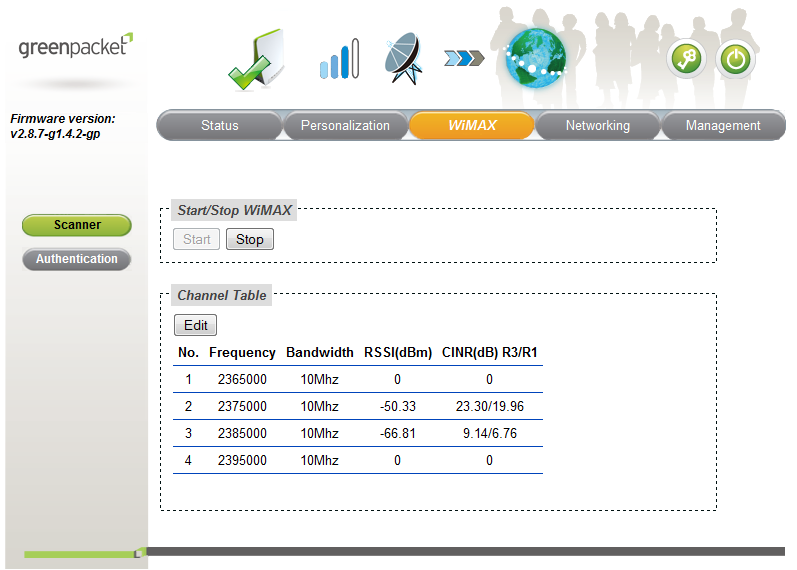 greenpacket
Firmware version:
v2.8.7-g1.4.2-gp
Status Personalization WiMAX Networking Management
Scanner
Authentication
Start/Stop WiMAX
Start Stop
Channel Table
Edit
No. Frequency Bandwidth RSSI(dBm) CINR(dB) R3/R1
1 2365000 10Mhz 0 0
2 2375000 10Mhz -50.33 23.30/19.96
3 2385000 10Mhz -66.81 9.14/6.76
4 2395000 10Mhz 0 0